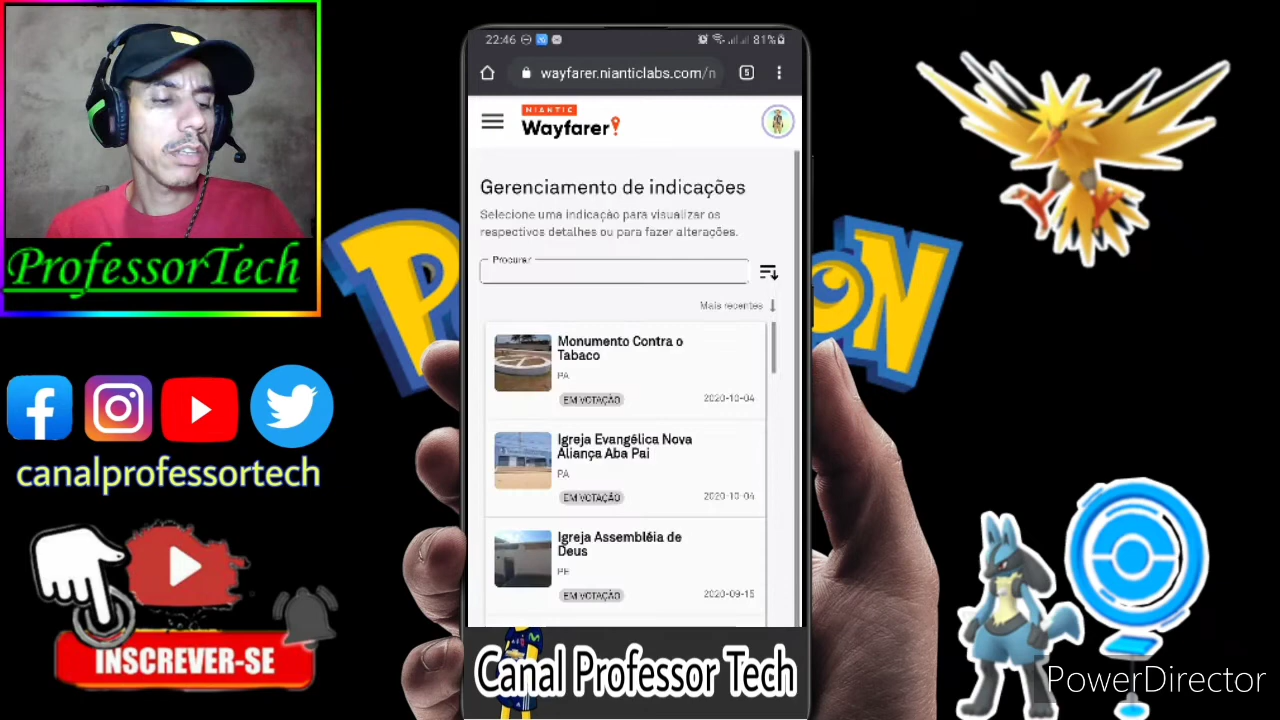 22:46
81%
wayfarer.nianticlabs.com/n
5
NIANTIC
Wayfarer
Gerenciamento de indicações
Selecione uma indicação para visualizar os
respectivos detalhes ou para fazer alterações.
Procurar
Mais recentes
Monumento Contra o
Tabaco
PA
EM VOTAÇÃO
2020-10-04
Igreja Evangélica Nova
Aliança Aba Pai
PA
EM VOTAÇÃO
2020-10-04
Igreja Assembléia de
Deus
PE
EM VOTAÇÃO
2020-09-15
ProfessorTech
P
ON
canalprofessortech
INSCREVER-SE
Canal Professor Tech
PowerDirector